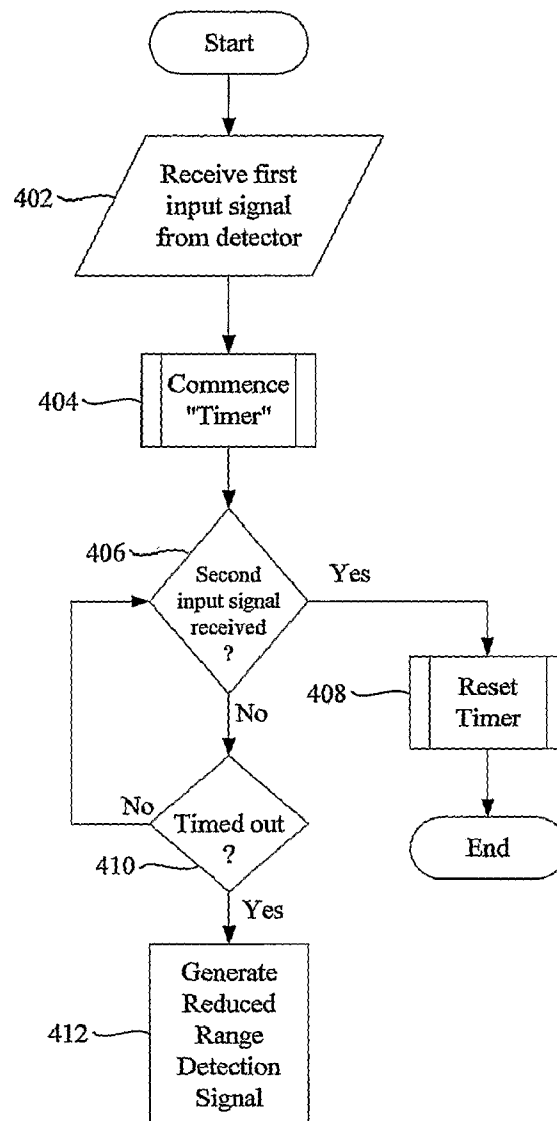 Start
402
Receive first
input signal
from detector
404
Commence
"Timer"
406
Second
input signal
received
?
Yes
No
408
Reset
Timer
End
No
Timed out
?
410
Yes
412
Generate
Reduced
Range
Detection
Signal